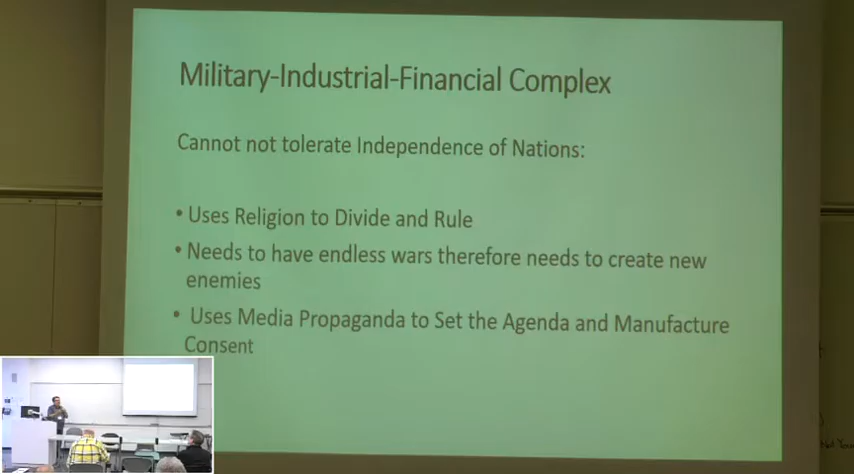 Military-Industrial-Financial Complex
Cannot not tolerate Independence of Nations:
• Uses Religion to Divide and Rule
• Needs to have endless wars therefore needs to create new
enemies
• Uses Media Propaganda to Set the Agenda and Manufacture
Consent